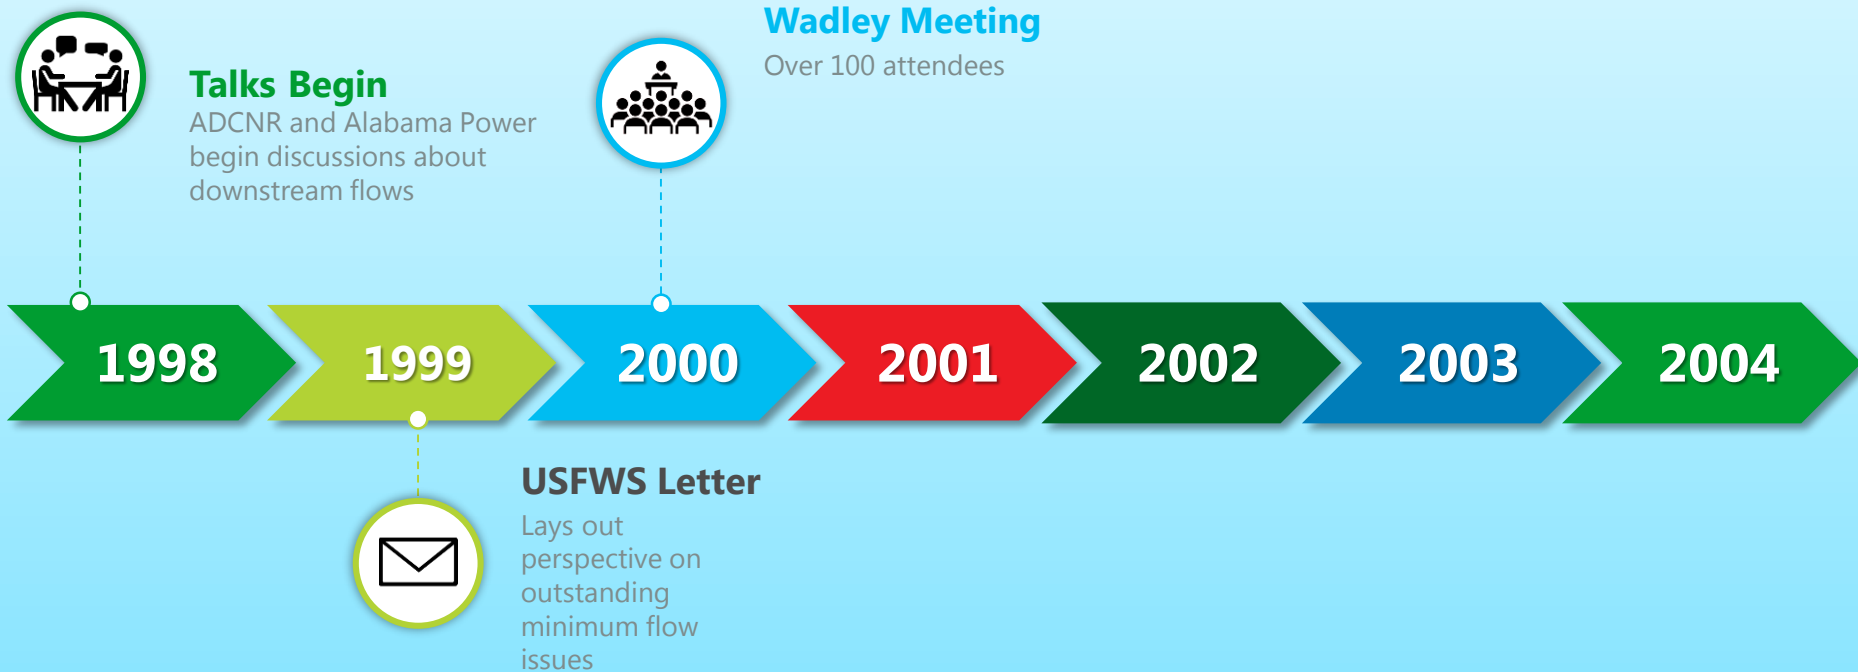 Wadley Meeting
Over 100 attendees
Talks Begin
ADCNR and Alabama Power
begin discussions about
downstream flows
1998
1999
2000
2001
2002
2003
2004
USFWS Letter
Lays out
perspective on
outstanding
minimum flow
issues